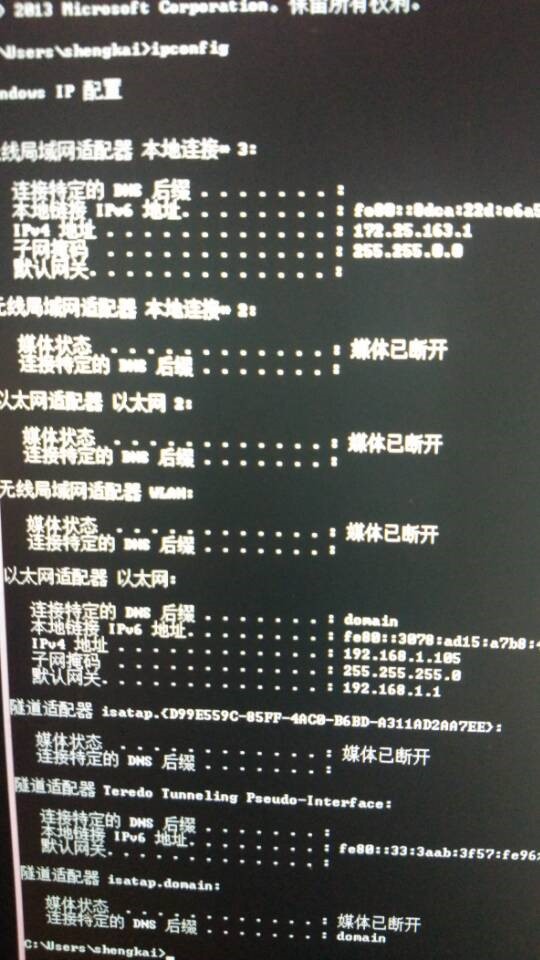 2013 Microsoft Corporation。保留所有权利。
\Users\shengkai>ipconfig
ndows IP 配置
线局域网适配器 本地连接* 3:
连接特定的 DNS 后缀 . . . . . . . :
本地链接 IPv6 地址. . . . . . . . :
IPv4 地址 . . . . . . . . . . . . : 172.25.163.1
子网掩码 . . . . . . . . . . . . : 255.255.0.0
默认网关. . . . . . . . . . . . . :
无线局域网适配器 本地连接* 2:
媒体状态 . . . . . . . . . . . . : 媒体已断开
连接特定的 DNS 后缀 . . . . . . . :
以太网适配器 以太网 2:
媒体状态 . . . . . . . . . . . . : 媒体已断开
连接特定的 DNS 后缀 . . . . . . . :
无线局域网适配器 WLAN:
媒体状态 . . . . . . . . . . . . : 媒体已断开
连接特定的 DNS 后缀 . . . . . . . :
以太网适配器 以太网:
连接特定的 DNS 后缀 . . . . . . . : domain
本地链接 IPv6 地址. . . . . . . . : fe80::3078:ad15:a7b8:4
IPv4 地址 . . . . . . . . . . . . : 192.168.1.105
子网掩码 . . . . . . . . . . . . : 255.255.255.0
默认网关. . . . . . . . . . . . . : 192.168.1.1
隧道适配器 isatap.{D99E559C-85FF-4AC0-B6BD-A311AD2AA7EE}:
媒体状态 . . . . . . . . . . . . : 媒体已断开
连接特定的 DNS 后缀 . . . . . . . :
隧道适配器 Teredo Tunneling Pseudo-Interface:
连接特定的 DNS 后缀 . . . . . . . :
本地链接 IPv6 地址. . . . . . . . : fe80::33:3aab:3f57:fe96
默认网关. . . . . . . . . . . . . :
隧道适配器 isatap.domain:
媒体状态 . . . . . . . . . . . . : 媒体已断开
连接特定的 DNS 后缀 . . . . . . . : domain
C:\Users\shengkai>_